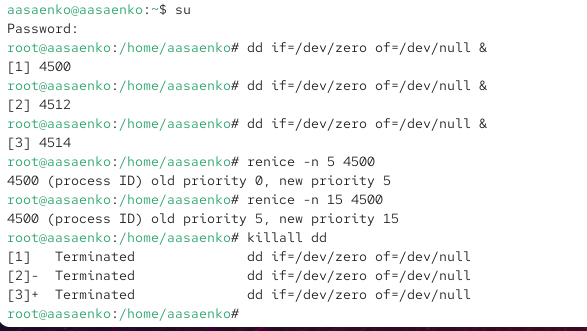 aasaenko@aasaenko:~$ su
Password:
root@aasaenko:/home/aasaenko# dd if=/dev/zero of=/dev/null &
[1] 4500
root@aasaenko:/home/aasaenko# dd if=/dev/zero of=/dev/null &
[2] 4512
root@aasaenko:/home/aasaenko# dd if=/dev/zero of=/dev/null &
[3] 4514
root@aasaenko:/home/aasaenko# renice -n 5 4500
4500 (process ID) old priority 0, new priority 5
root@aasaenko:/home/aasaenko# renice -n 15 4500
4500 (process ID) old priority 5, new priority 15
root@aasaenko:/home/aasaenko# killall dd
[1]   Terminated              dd if=/dev/zero of=/dev/null
[2]-  Terminated              dd if=/dev/zero of=/dev/null
[3]+  Terminated              dd if=/dev/zero of=/dev/null
root@aasaenko:/home/aasaenko#